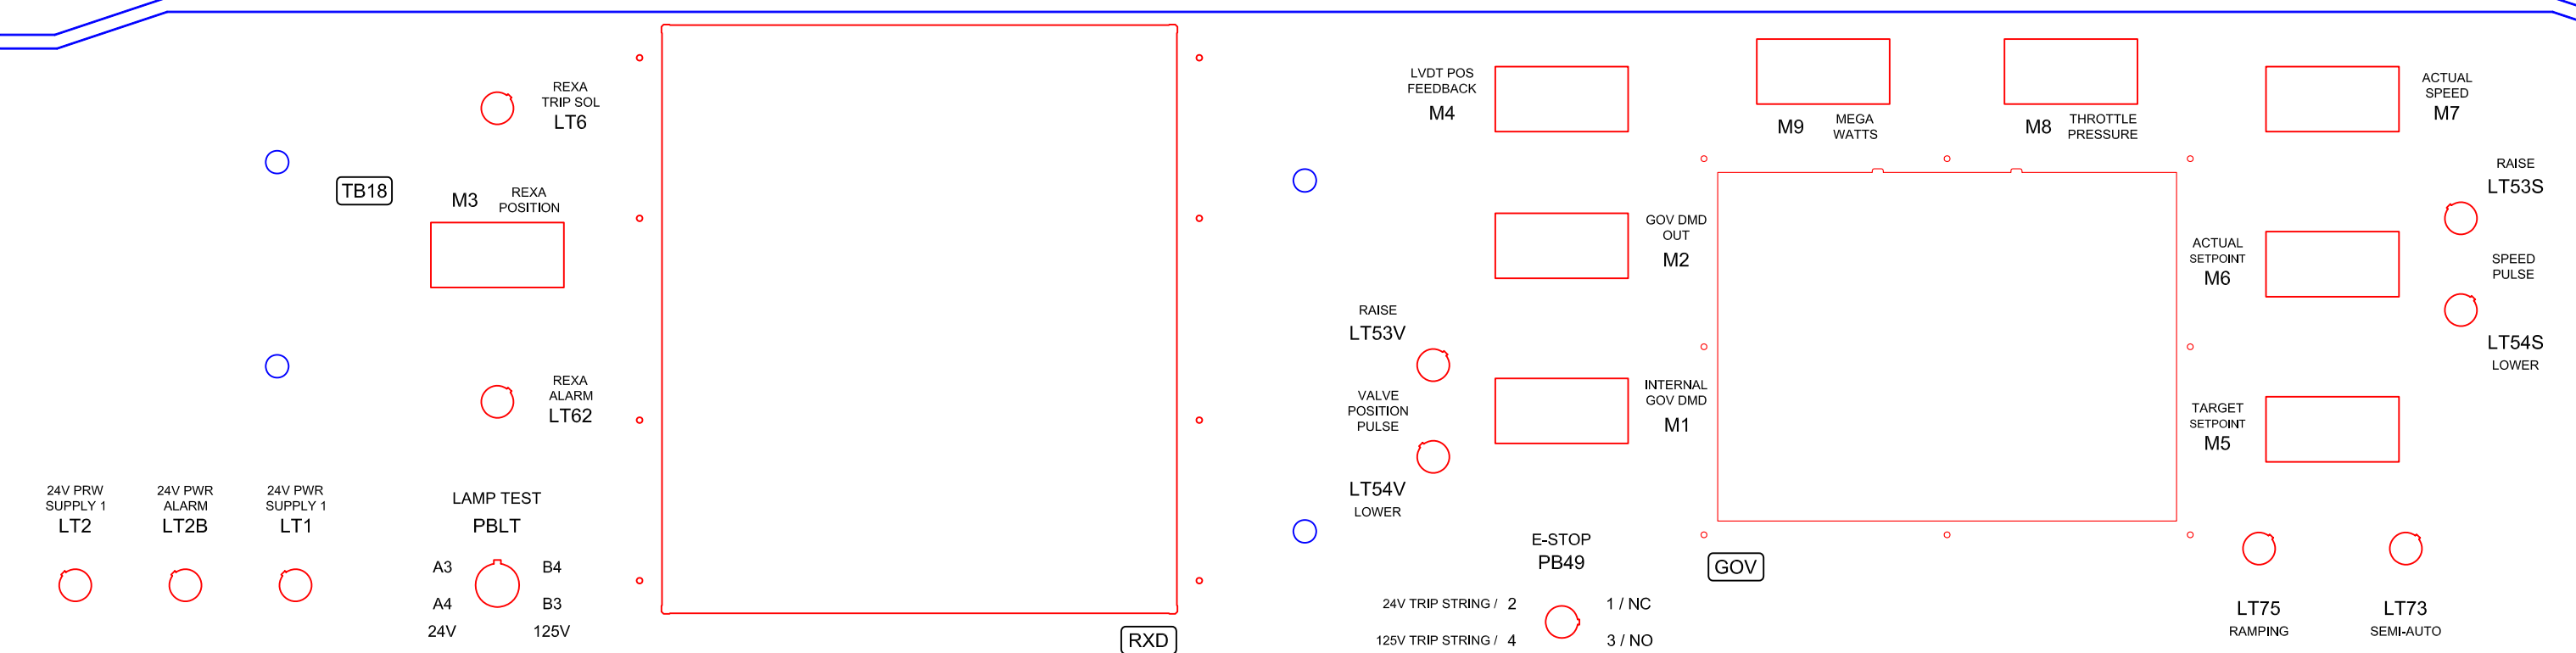 REXA
TRIP SOL
LT6
TB18
M3
REXA
POSITION
REXA
ALARM
LT62
24V PRW
SUPPLY 1
LT2
24V PWR
ALARM
LT2B
24V PWR
SUPPLY 1
LT1
LAMP TEST
PBLT
A3
B4
A4
B3
24V
125V
RXD
LVDT POS
FEEDBACK
M4
M9
MEGA
WATTS
M8
THROTTLE
PRESSURE
ACTUAL
SPEED
M7
GOV DMD
OUT
M2
RAISE
LT53V
VALVE
POSITION
PULSE
LT54V
LOWER
INTERNAL
GOV DMD
M1
E-STOP
PB49
24V TRIP STRING / 2
1 / NC
125V TRIP STRING / 4
3 / NO
GOV
RAISE
LT53S
ACTUAL
SETPOINT
M6
SPEED
PULSE
LT54S
LOWER
TARGET
SETPOINT
M5
LT75
RAMPING
LT73
SEMI-AUTO